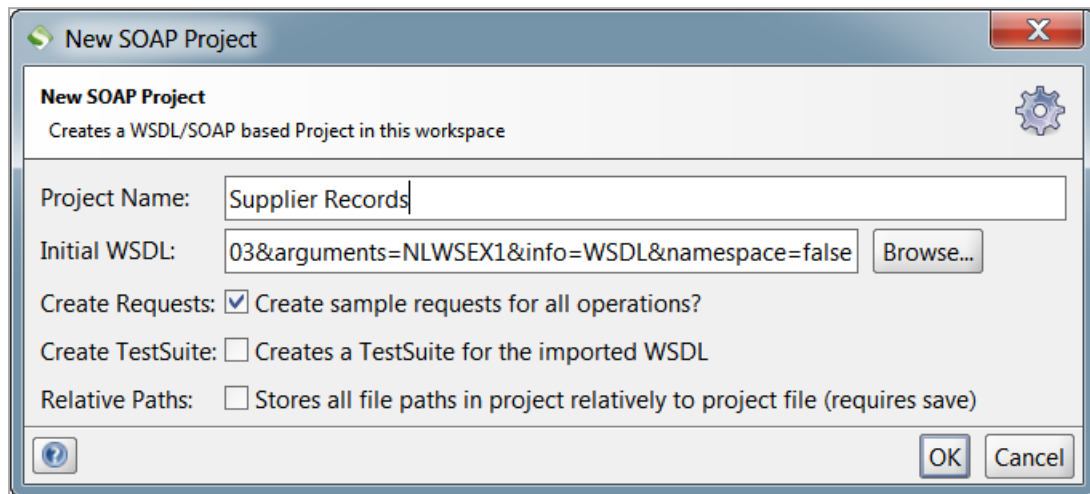 New SOAP Project
New SOAP Project
Creates a WSDL/SOAP based Project in this workspace
Project Name: Supplier Records
Initial WSDL: 03&arguments=NLWSEX1&info=WSDL&namespace=false Browse...
Create Requests: Create sample requests for all operations?
Create TestSuite: Creates a TestSuite for the imported WSDL
Relative Paths: Stores all file paths in project relatively to project file (requires save)
? OK Cancel